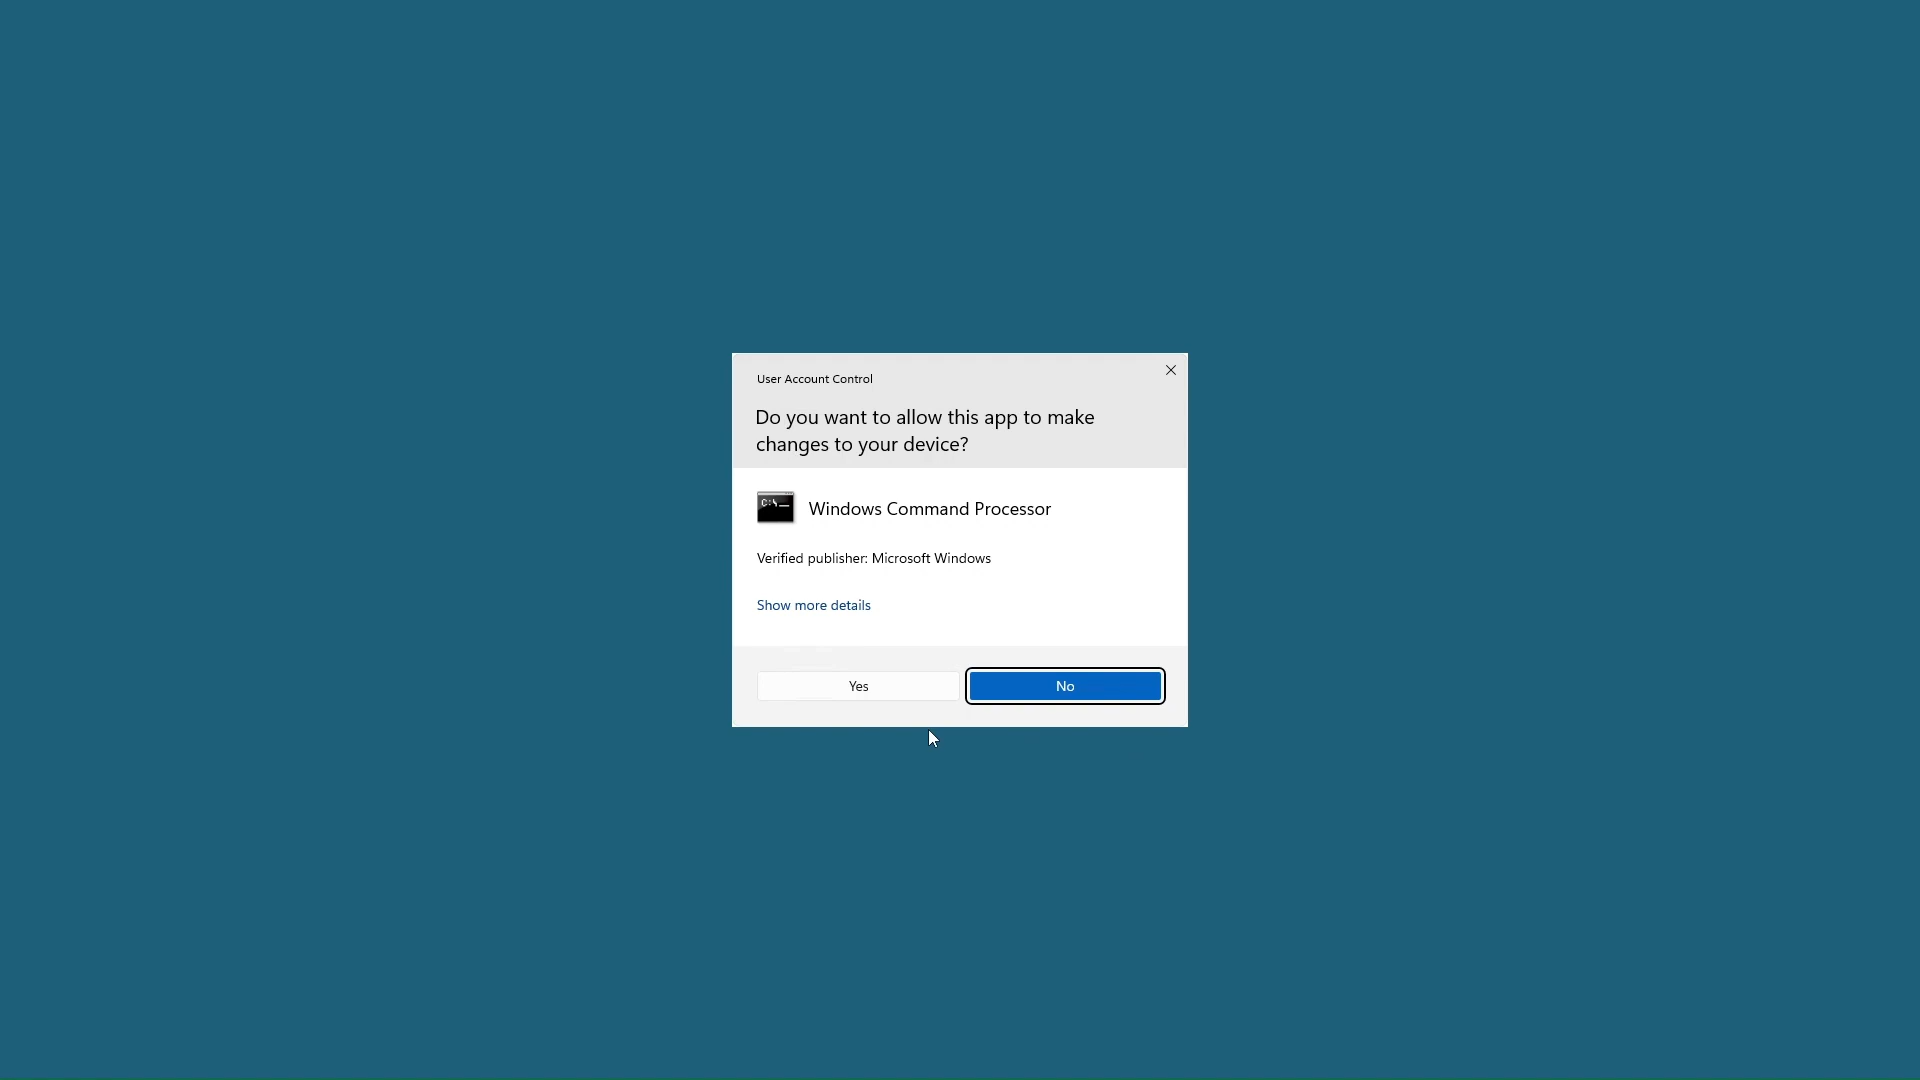 User Account Control
Do you want to allow this app to make
changes to your device?
C:\
Windows Command Processor
Verified publisher: Microsoft Windows
Show more details
Yes
No